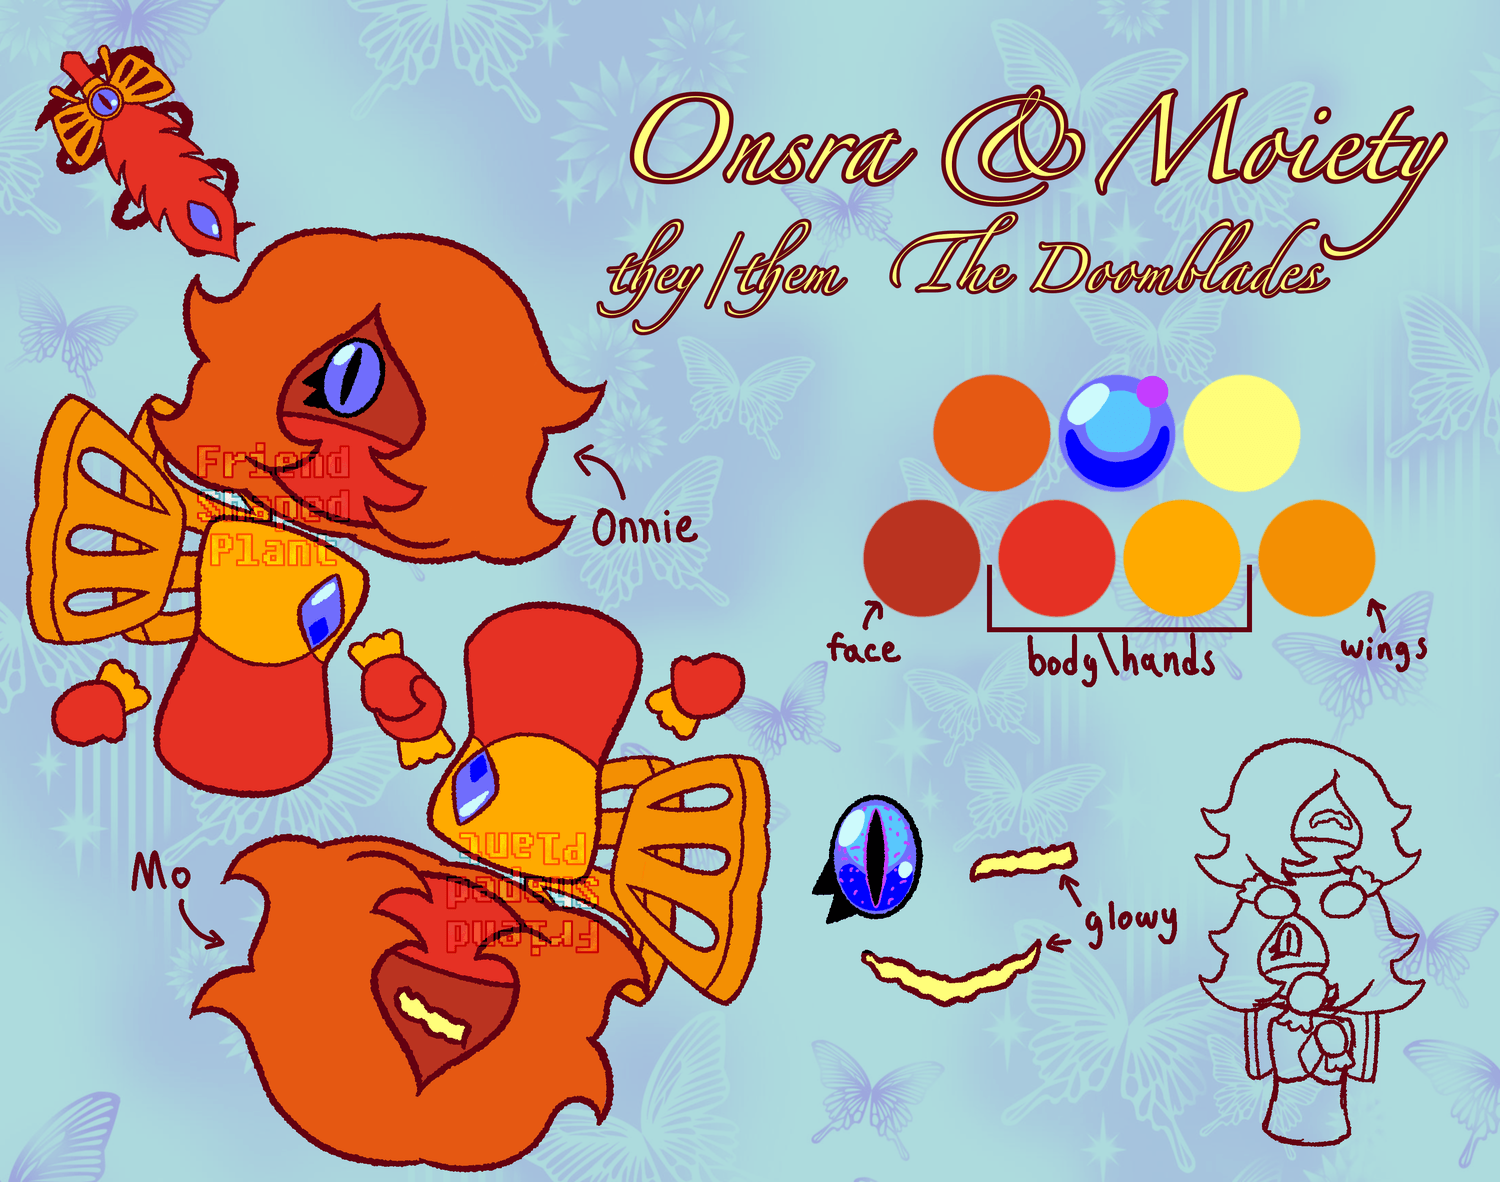 Onsra & Moiety
they/them The Doomblades
Friend
Shaped
Plant
Onnie
face
body\hands
wings
Mo
Friend
Shaped
Plant
glowy